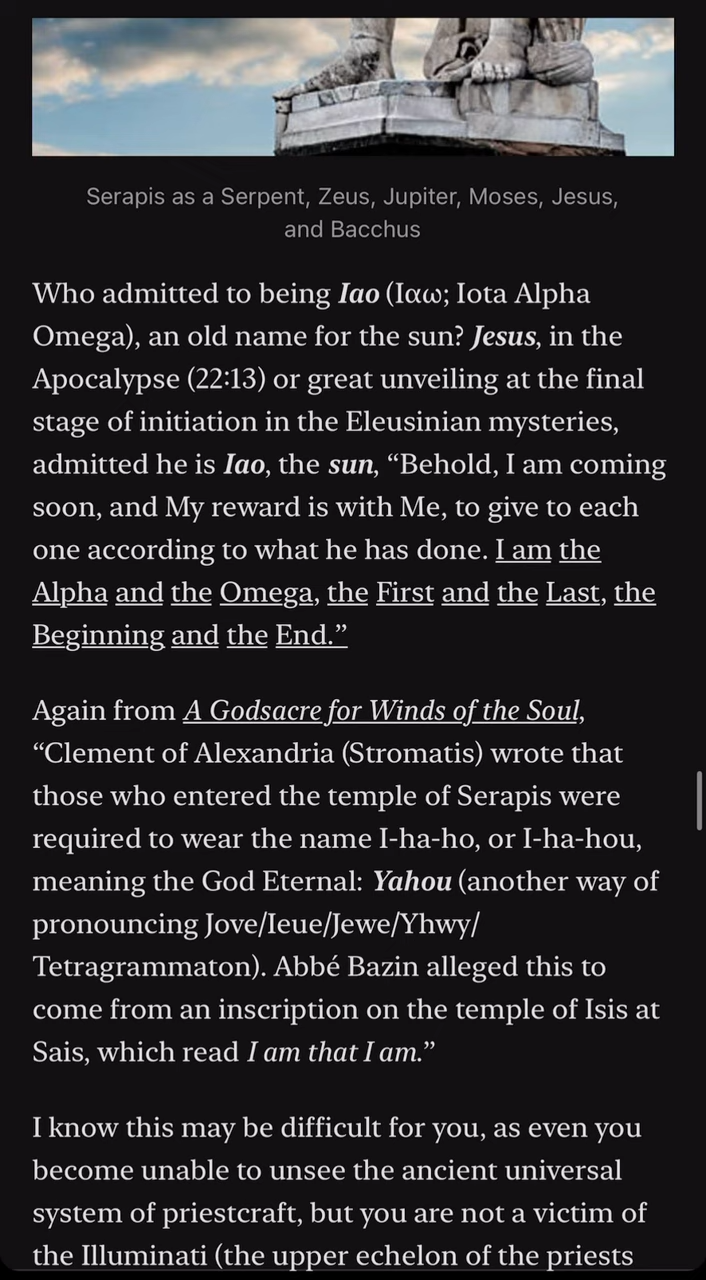 Serapis as a Serpent, Zeus, Jupiter, Moses, Jesus,
and Bacchus
Who admitted to being Iao (Ιαω; Iota Alpha
Omega), an old name for the sun? Jesus, in the
Apocalypse (22:13) or great unveiling at the final
stage of initiation in the Eleusinian mysteries,
admitted he is Iao, the sun, “Behold, I am coming
soon, and My reward is with Me, to give to each
one according to what he has done. I am the
Alpha and the Omega, the First and the Last, the
Beginning and the End.”
Again from A Godsacre for Winds of the Soul,
“Clement of Alexandria (Stromatis) wrote that
those who entered the temple of Serapis were
required to wear the name I-ha-ho, or I-ha-hou,
meaning the God Eternal: Yahou (another way of
pronouncing Jove/Ieue/Jewe/Yhwy/
Tetragrammaton). Abbé Bazin alleged this to
come from an inscription on the temple of Isis at
Sais, which read I am that I am.”
I know this may be difficult for you, as even you
become unable to unsee the ancient universal
system of priestcraft, but you are not a victim of
the Illuminati (the upper echelon of the priests